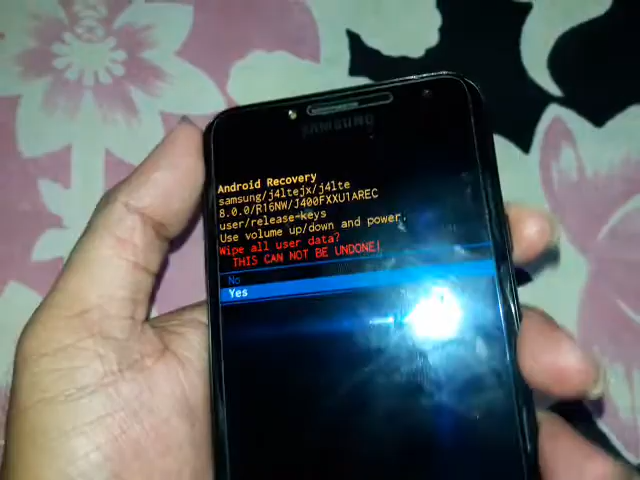 SAMSUNG
Android Recovery
samsung/j4ltejx/j4lte
8.0.0/R16NW/J400FXXU1AREC
user/release-keys
Use volume up/down and power.
Wipe all user data?
THIS CAN NOT BE UNDONE!
No
Yes